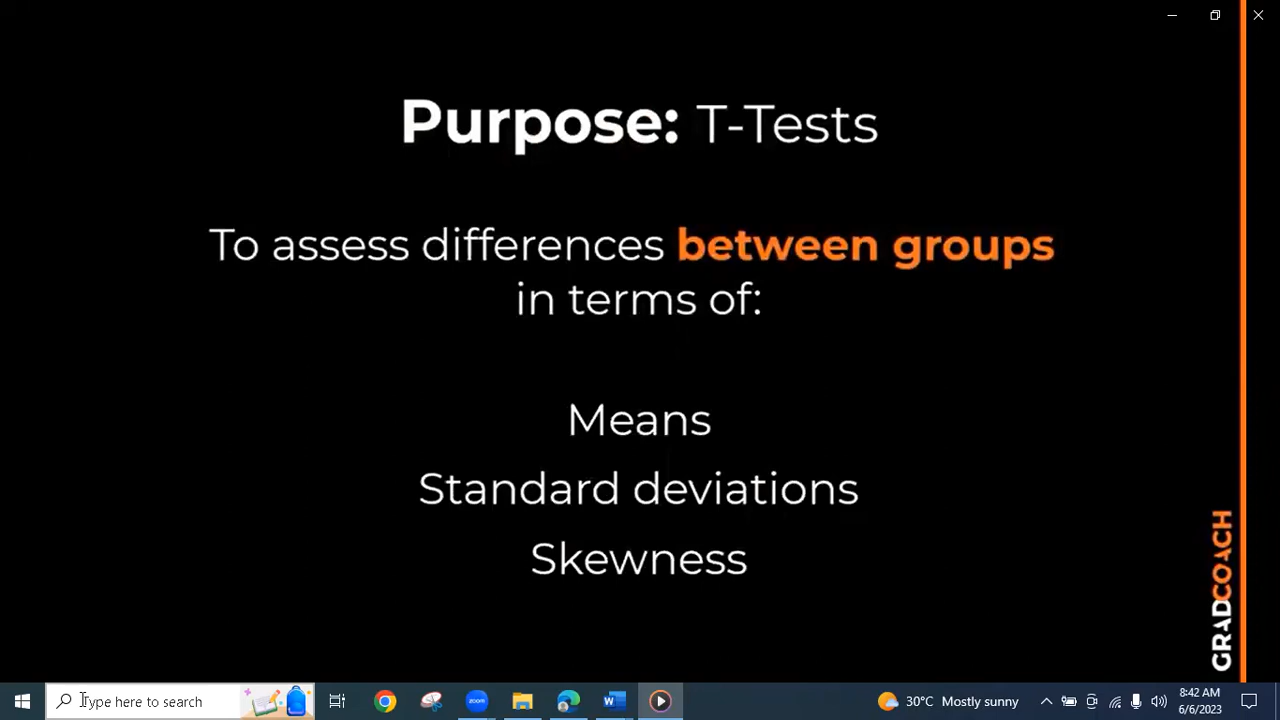 Purpose: T-Tests
To assess differences between groups
in terms of:
Means
Standard deviations
Skewness
GRADCOACH
Type here to search
zoom
W
30°C Mostly sunny
8:42 AM
6/6/2023